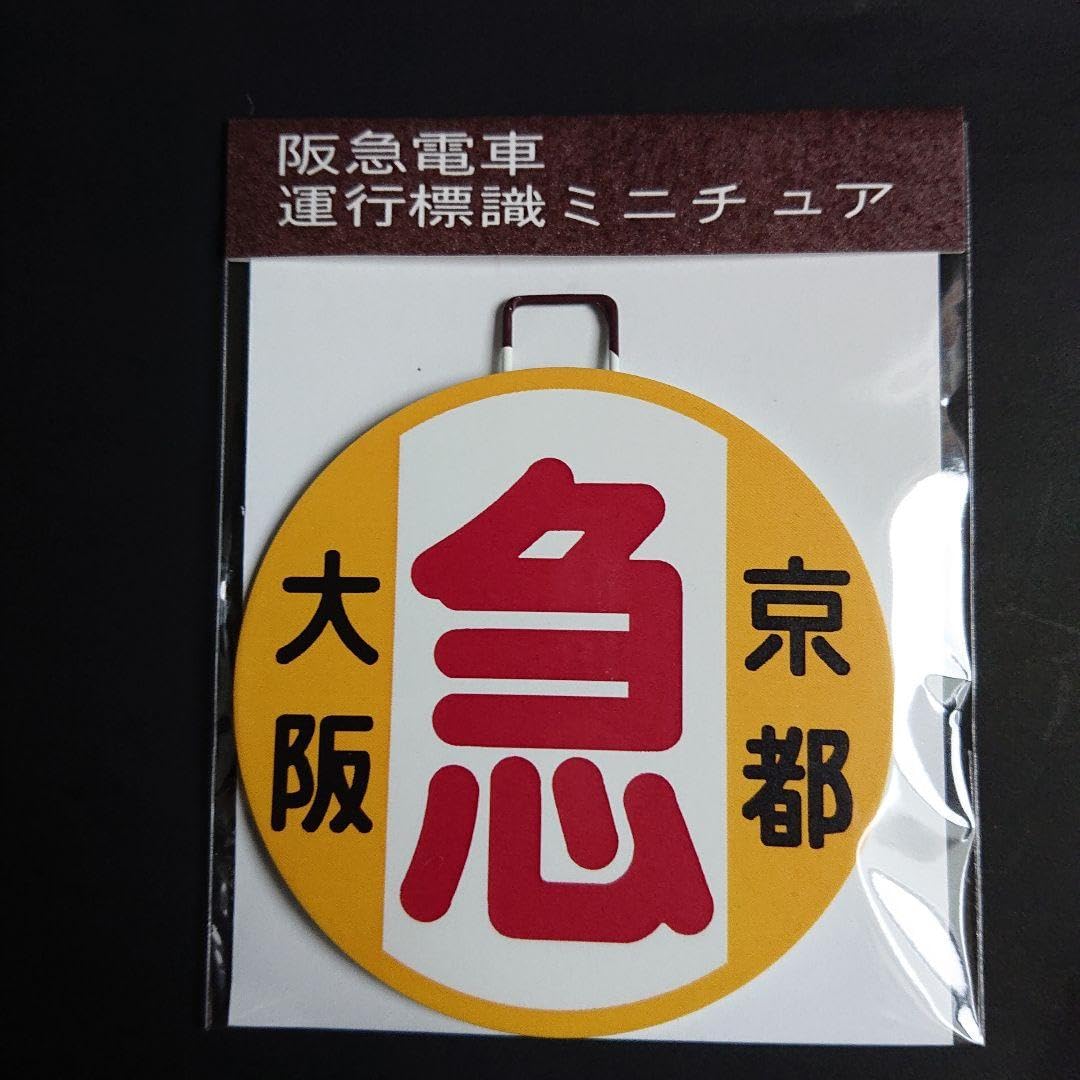 阪急電車
運行標識ミニチュア
大阪
急
京都